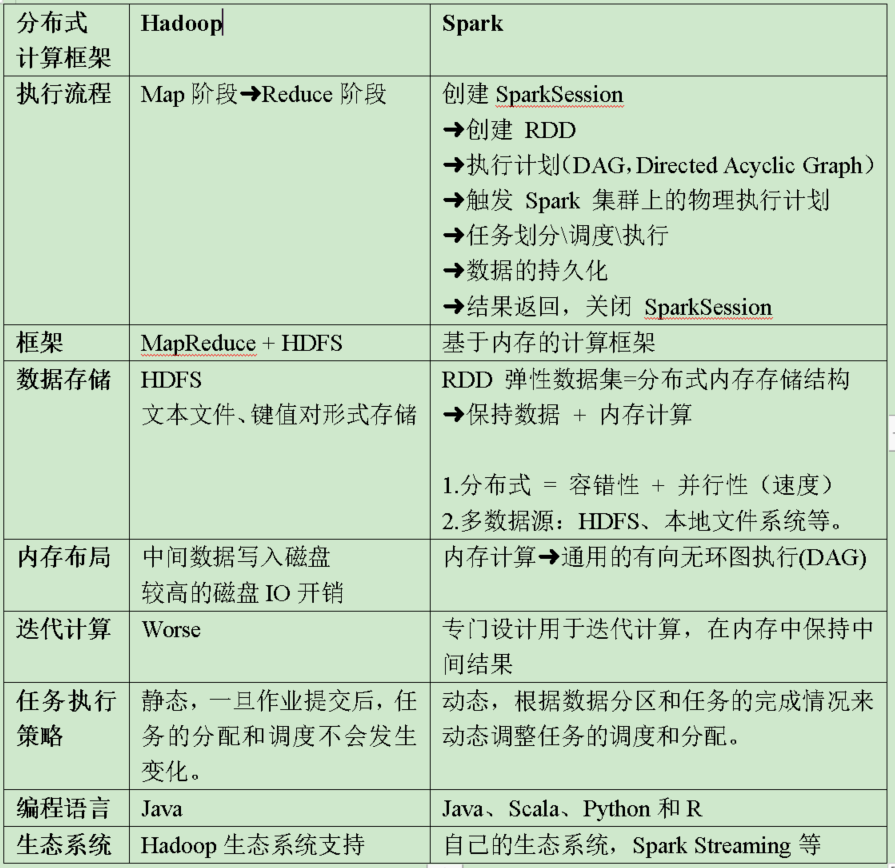 分布式
计算框架
Hadoop
Spark
执行流程
Map 阶段➜Reduce 阶段
创建 SparkSession
➜创建 RDD
➜执行计划（DAG，Directed Acyclic Graph）
➜触发 Spark 集群上的物理执行计划
➜任务划分\调度\执行
➜数据的持久化
➜结果返回，关闭 SparkSession
框架
MapReduce + HDFS
基于内存的计算框架
数据存储
HDFS
文本文件、键值对形式存储
RDD 弹性数据集=分布式内存存储结构
➜保持数据 + 内存计算
1.分布式 = 容错性 + 并行性（速度）
2.多数据源：HDFS、本地文件系统等。
内存布局
中间数据写入磁盘
较高的磁盘 IO 开销
内存计算➜通用的有向无环图执行(DAG)
迭代计算
Worse
专门设计用于迭代计算，在内存中保持中
间结果
任务执行
策略
静态，一旦作业提交后，任
务的分配和调度不会发生
变化。
动态，根据数据分区和任务的完成情况来
动态调整任务的调度和分配。
编程语言
Java
Java、Scala、Python 和 R
生态系统
Hadoop 生态系统支持
自己的生态系统，Spark Streaming 等